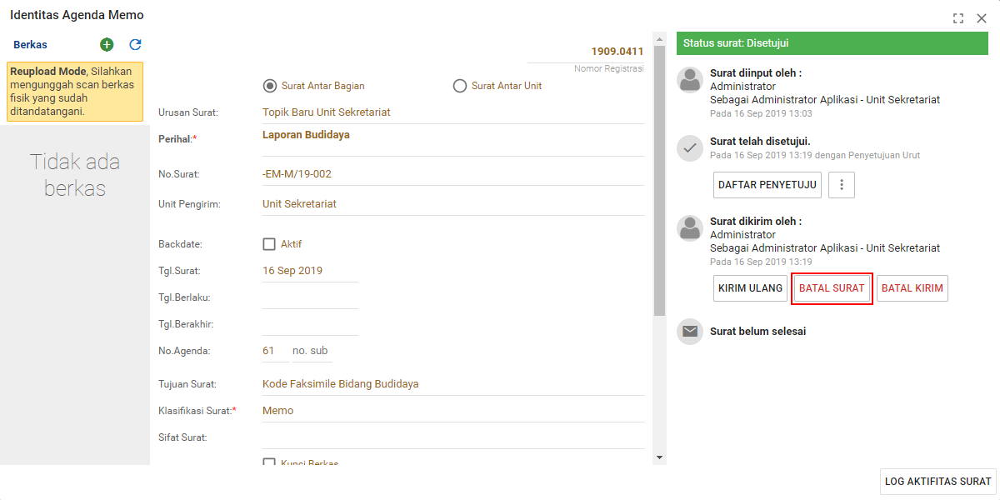 Identitas Agenda Memo
Berkas
Reupload Mode, Silahkan
mengunggah scan berkas
fisik yang sudah
ditandatangani.
Tidak ada
berkas
1909.0411
Nomor Registrasi
Surat Antar Bagian
Surat Antar Unit
Urusan Surat: Topik Baru Unit Sekretariat
Perihal:* Laporan Budidaya
No.Surat: -EM-M/19-002
Unit Pengirim: Unit Sekretariat
Backdate: Aktif
Tgl.Surat: 16 Sep 2019
Tgl.Berlaku:
Tgl.Berakhir:
No.Agenda: 61 no. sub
Tujuan Surat: Kode Faksimile Bidang Budidaya
Klasifikasi Surat:* Memo
Sifat Surat:
Kunci Berkas
Status surat: Disetujui
Surat diinput oleh :
Administrator
Sebagai Administrator Aplikasi - Unit Sekretariat
Pada 16 Sep 2019 13:03
Surat telah disetujui.
Pada 16 Sep 2019 13:19 dengan Penyetujuan Urut
DAFTAR PENYETUJU
Surat dikirim oleh :
Administrator
Sebagai Administrator Aplikasi - Unit Sekretariat
Pada 16 Sep 2019 13:19
KIRIM ULANG BATAL SURAT BATAL KIRIM
Surat belum selesai
LOG AKTIFITAS SURAT